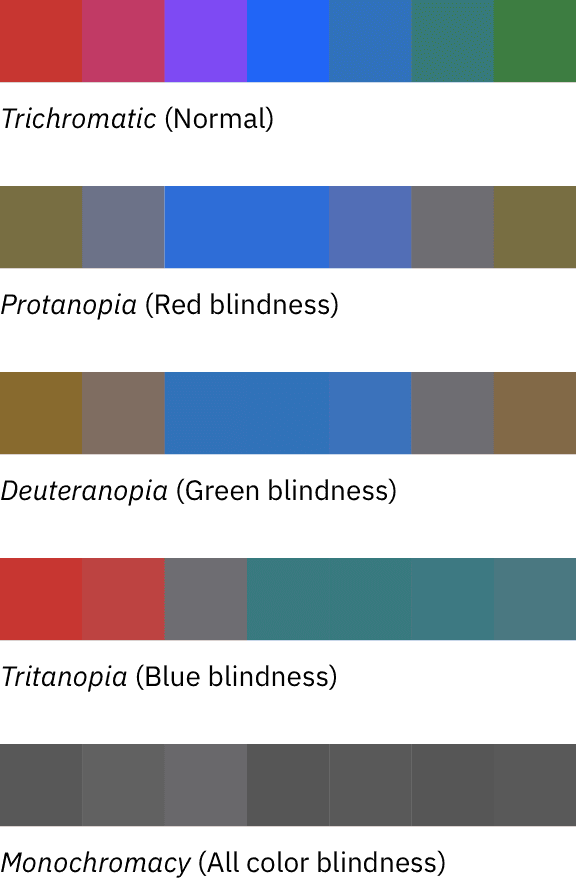 Trichromatic (Normal)
Protanopia (Red blindness)
Deuteranopia (Green blindness)
Tritanopia (Blue blindness)
Monochromacy (All color blindness)